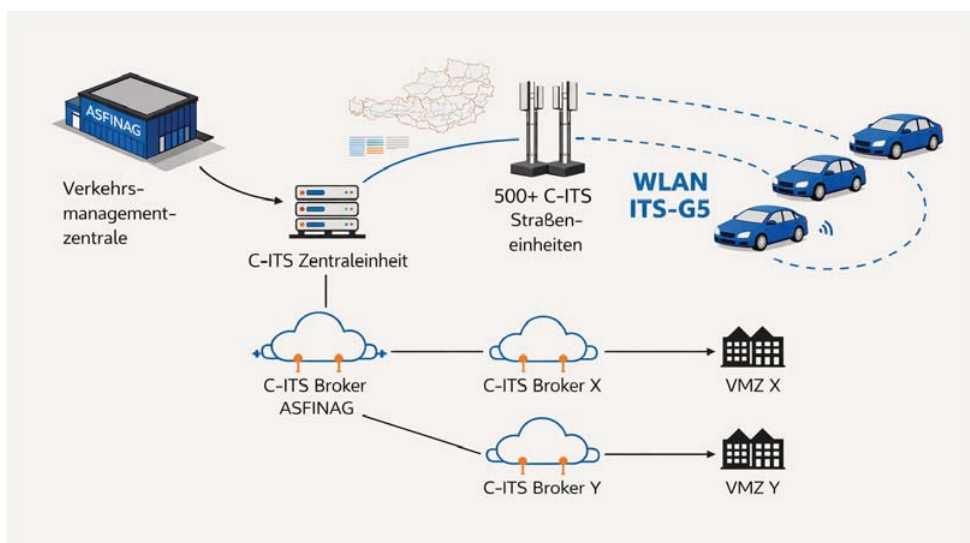 ASFINAG
Verkehrs-
management-
zentrale
C-ITS Zentraleinheit
500+ C-ITS
Straßen-
einheiten
WLAN
ITS-G5
C-ITS Broker
ASFINAG
C-ITS Broker X
VMZ X
C-ITS Broker Y
VMZ Y